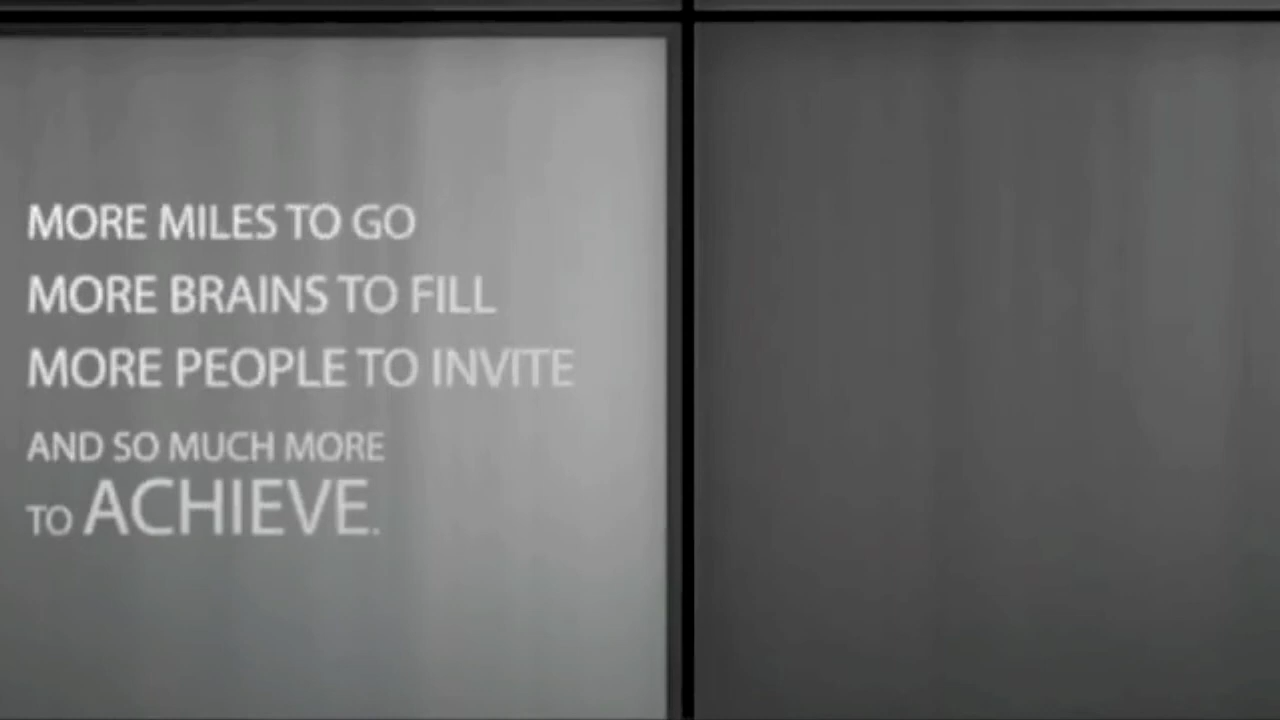 MORE MILES TO GO
MORE BRAINS TO FILL
MORE PEOPLE TO INVITE
AND SO MUCH MORE
TO ACHIEVE.